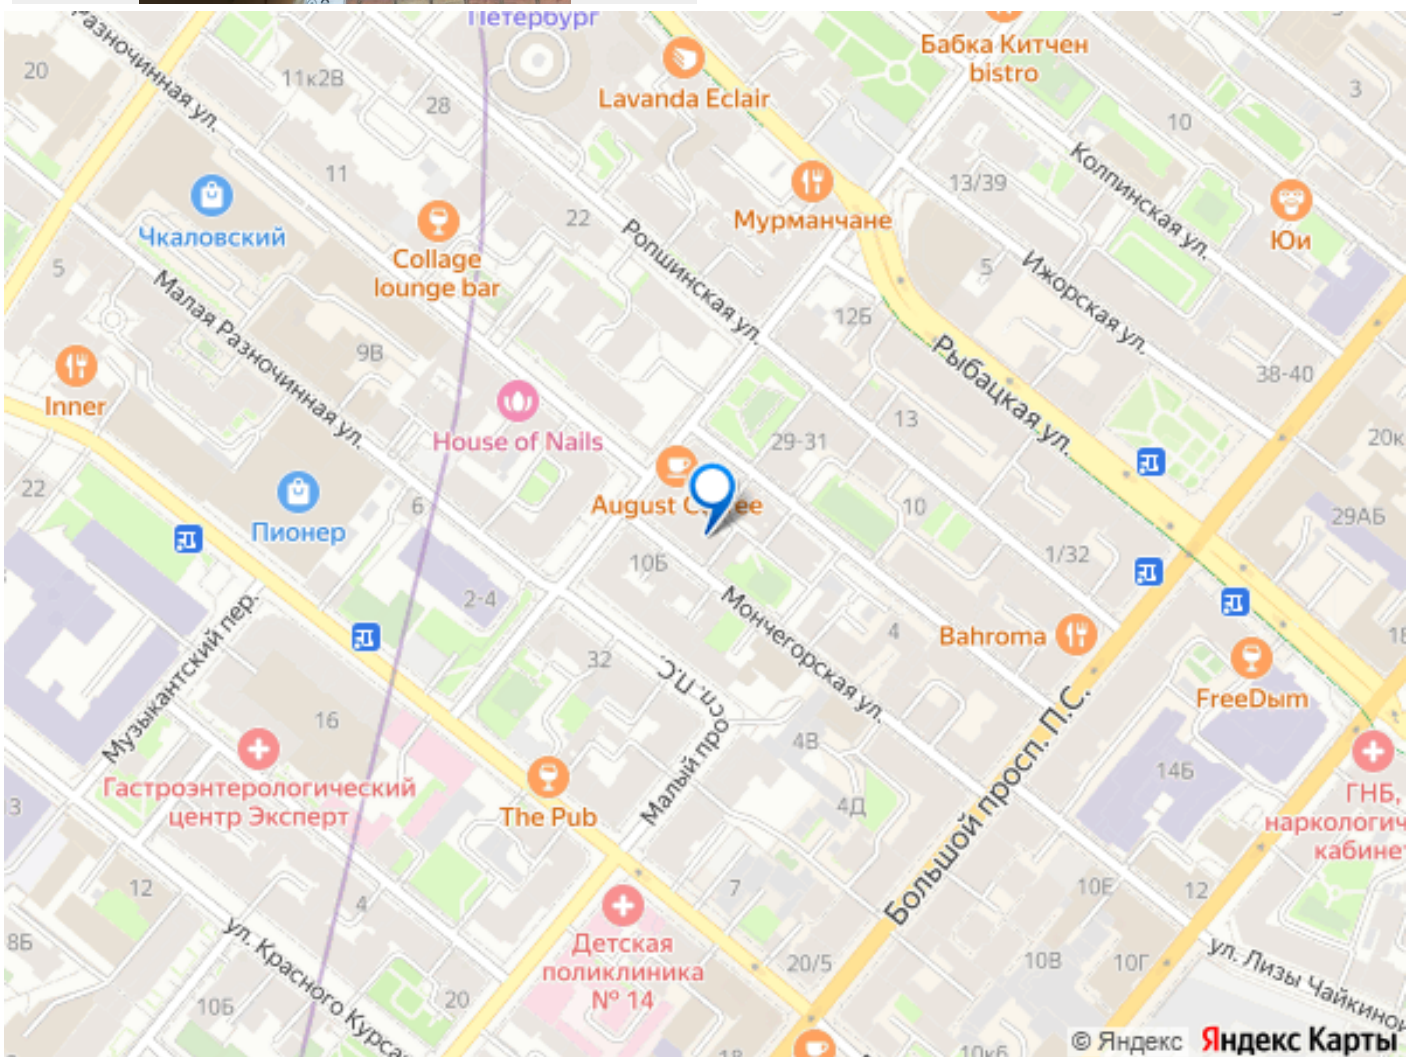 Петербург
Разночинная ул.
20
11к2В
28
Lavanda Eclair
Бабка Китчен
bistro
3
10
Колпинская ул.
11
13/39
Мурманчане
Юи
Чкаловский
22
Collage
lounge bar
Ропшинская ул.
5
5
Ижорская ул.
Малая Разночинная ул.
9В
12Б
Рыбацкая ул.
38-40
Inner
House of Nails
29-31
13
20к
22
Пионер
6
August C
ee
10
29АБ
10Б
1/32
2-4
Мончегорская ул.
4
Bahroma
Музыкантский пер.
32
Малый просп. П.С.
18
FreeDыm
16
4В
14Б
Большой просп. П.С.
Гастроэнтерологический
центр Эксперт
3
The Pub
4Д
ГНБ,
наркологич
кабине
12
4
7
10Е
12
8Б
ул. Красного Курса
Детская
поликлиника
№ 14
20/5
10В
10Г
ул. Лизы Чайкиной
10Б
20
18
10к6
© Яндекс Яндекс Карты